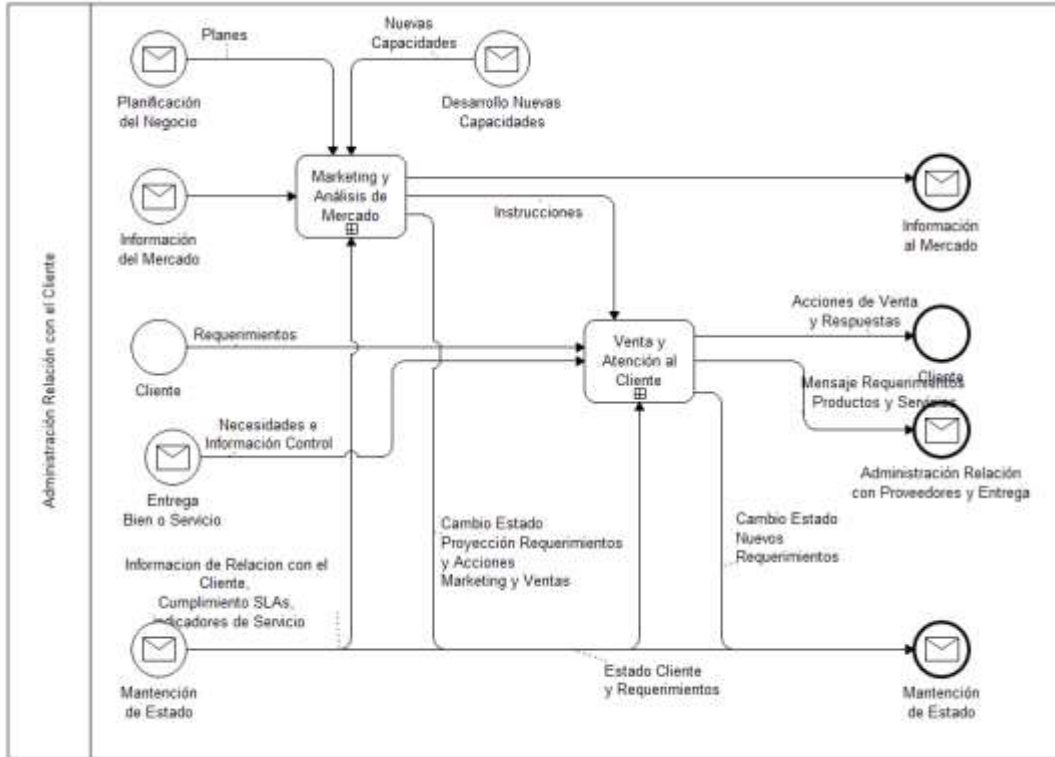 Administración Relación con el Cliente
Planes
Nuevas
Capacidades
Planificación
del Negocio
Desarrollo Nuevas
Capacidades
Marketing y
Análisis de
Mercado
Instrucciones
Información
del Mercado
Información
al Mercado
Requerimientos
Cliente
Venta y
Atención al
Cliente
Acciones de Venta
y Respuestas
Cliente
Mensaje Requerimientos
Productos y Servicios
Necesidades e
Información Control
Entrega
Bien o Servicio
Administración Relación
con Proveedores y Entrega
Cambio Estado
Proyección Requerimientos
y Acciones
Marketing y Ventas
Cambio Estado
Nuevos
Requerimientos
Informacion de Relacion con el
Cliente,
Cumplimiento SLAs,
Indicadores de Servicio
Estado Cliente
y Requerimientos
Mantención
de Estado
Mantención
de Estado